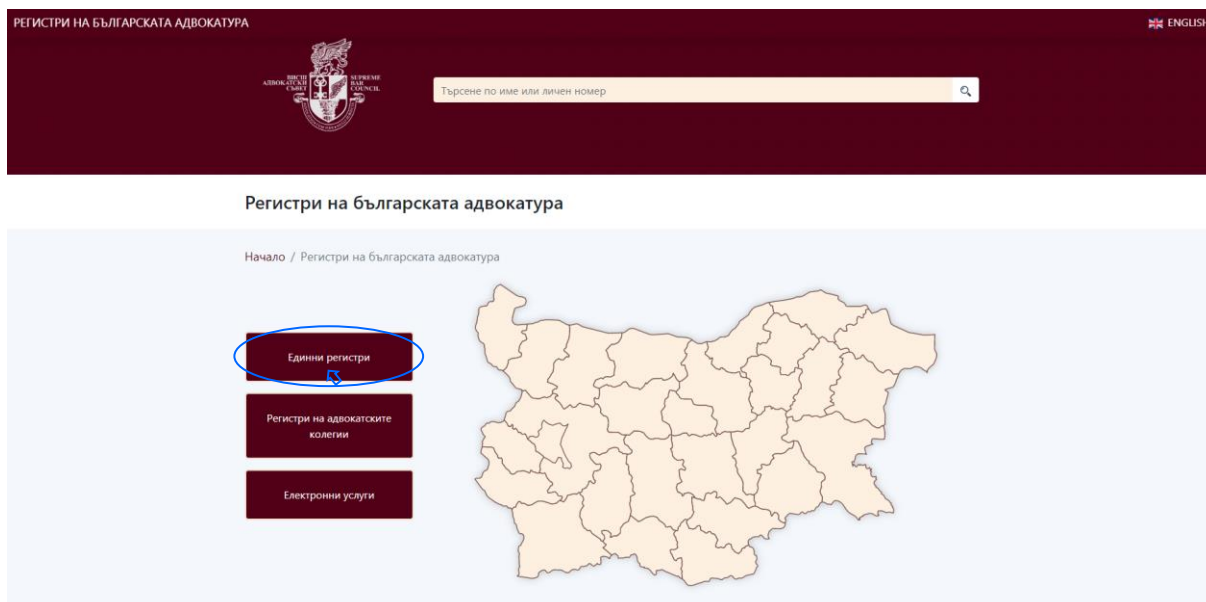 РЕГИСТРИ НА БЪЛГАРСКАТА АДВОКАТУРА
ENGLISH
ВИСШ
АДВОКАТСКИ
СЪВЕТ
SUPREME
BAR
COUNCIL
Търсене по име или личен номер
Регистри на българската адвокатура
Начало / Регистри на българската адвокатура
Единни регистри
Регистри на адвокатските
колегии
Електронни услуги